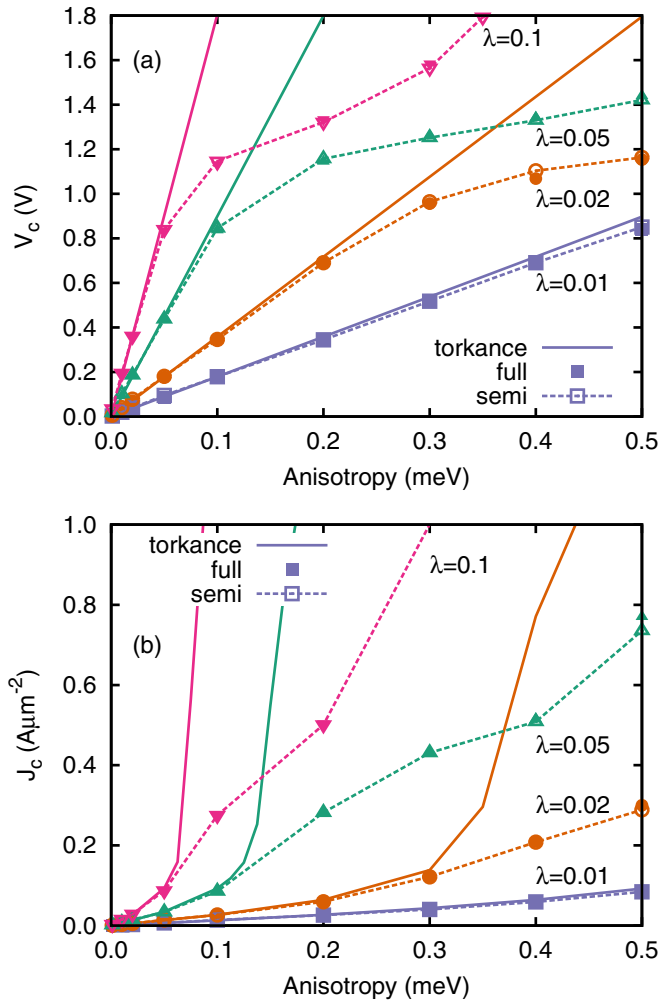 1.8
1.6
1.4
1.2
1.0
0.8
0.6
0.4
0.2
0.0
V_c (V)
(a)
λ=0.1
λ=0.05
λ=0.02
λ=0.01
torkance
full
semi
0.0 0.1 0.2 0.3 0.4 0.5
Anisotropy (meV)
1.0
0.8
0.6
0.4
0.2
0.0
J_c (Aμm⁻²)
torkance
full
semi
(b)
λ=0.1
λ=0.05
λ=0.02
λ=0.01
0.0 0.1 0.2 0.3 0.4 0.5
Anisotropy (meV)